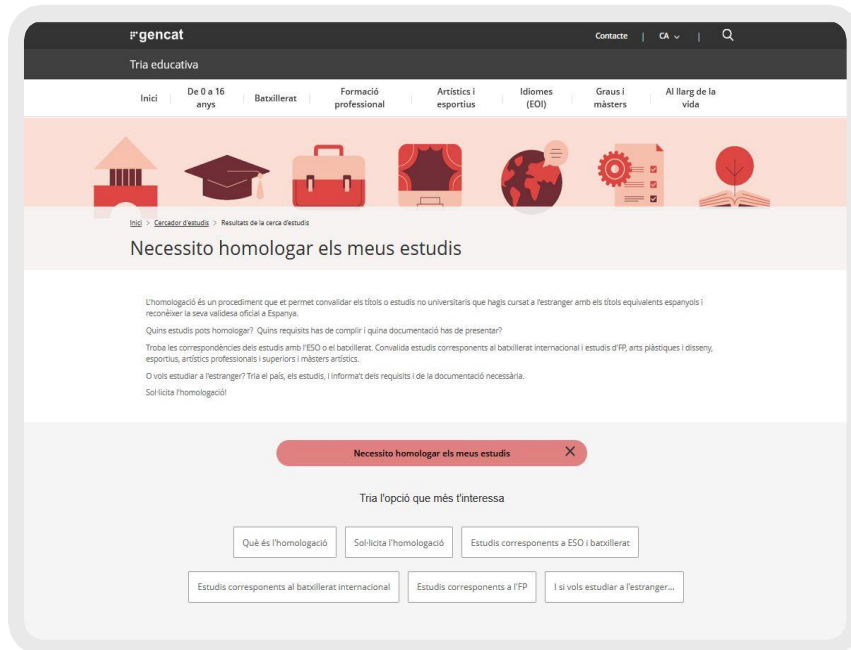 gencat
Contacte | CA |
Tria educativa
Inici
De 0 a 16
anys
Batxillerat
Formació
professional
Artístics i
esportius
Idiomes
(EOI)
Graus i
màsters
Al llarg de la
vida
Inici > Cercador d'estudis > Resultats de la cerca d'estudis
Necessito homologar els meus estudis
L'homologació és un procediment que et permet convalidar els títols o estudis no universitaris que hagis cursat a l'estranger amb els títols equivalents espanyols i
reconèixer la seva validesa oficial a Espanya.
Quins estudis pots homologar? Quins requisits has de complir i quina documentació has de presentar?
Troba les correspondències dels estudis amb l'ESO o el batxillerat. Convalida estudis corresponents al batxillerat internacional i estudis d'FP, arts plàstiques i disseny,
esportius, artístics professionals i superiors i màsters artístics.
O vols estudiar a l'estranger? Tria el país, els estudis, i informa't dels requisits i de la documentació necessària.
Sol·licita l'homologació!
Necessito homologar els meus estudis
Tria l'opció que més t'interessa
Què és l'homologació
Sol·licita l'homologació
Estudis corresponents a ESO i batxillerat
Estudis corresponents al batxillerat internacional
Estudis corresponents a l'FP
I si vols estudiar a l'estranger...